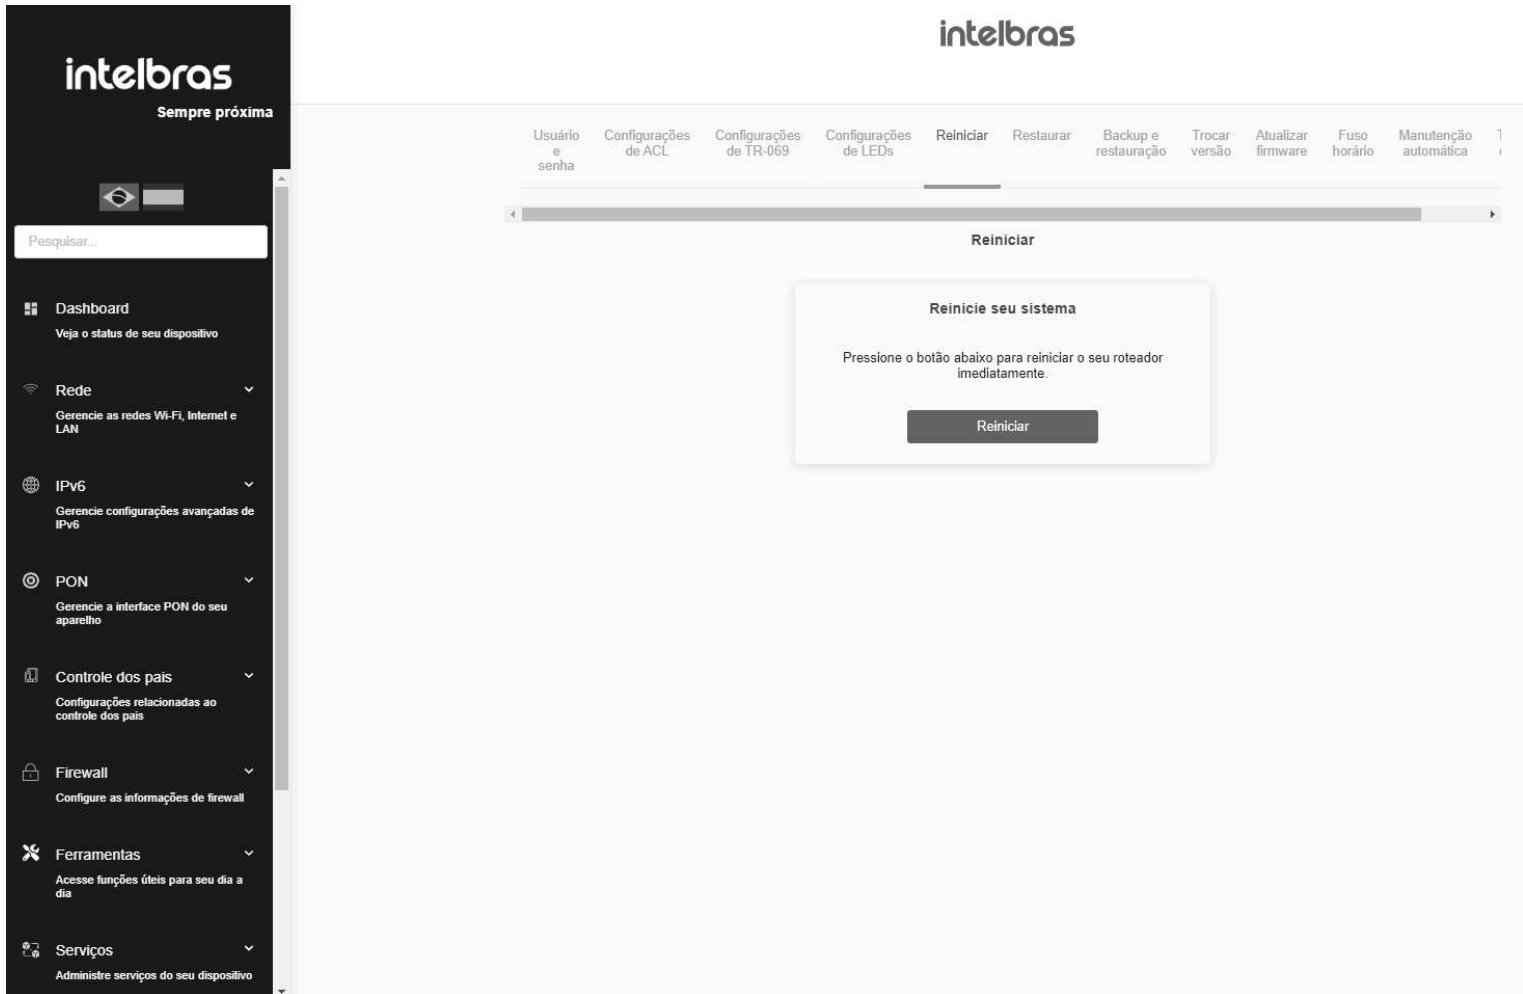 intelbras
Sempre próxima
Pesquisar...
Dashboard
Veja o status de seu dispositivo
Rede
Gerencie as redes Wi-Fi, Internet e
LAN
IPv6
Gerencie configurações avançadas de
IPv6
PON
Gerencie a interface PON do seu
aparelho
Controle dos pais
Configurações relacionadas ao
controle dos pais
Firewall
Configure as informações de firewall
Ferramentas
Acesse funções úteis para seu dia a
dia
Serviços
Administre serviços do seu dispositivo
intelbras
Usuário
e
senha
Configurações
de ACL
Configurações
de TR-069
Configurações
de LEDs
Reiniciar
Restaurar
Backup e
restauração
Trocar
versão
Atualizar
firmware
Fuso
horário
Manutenção
automática
Reiniciar
Reinicie seu sistema
Pressione o botão abaixo para reiniciar o seu roteador
imediatamente.
Reiniciar